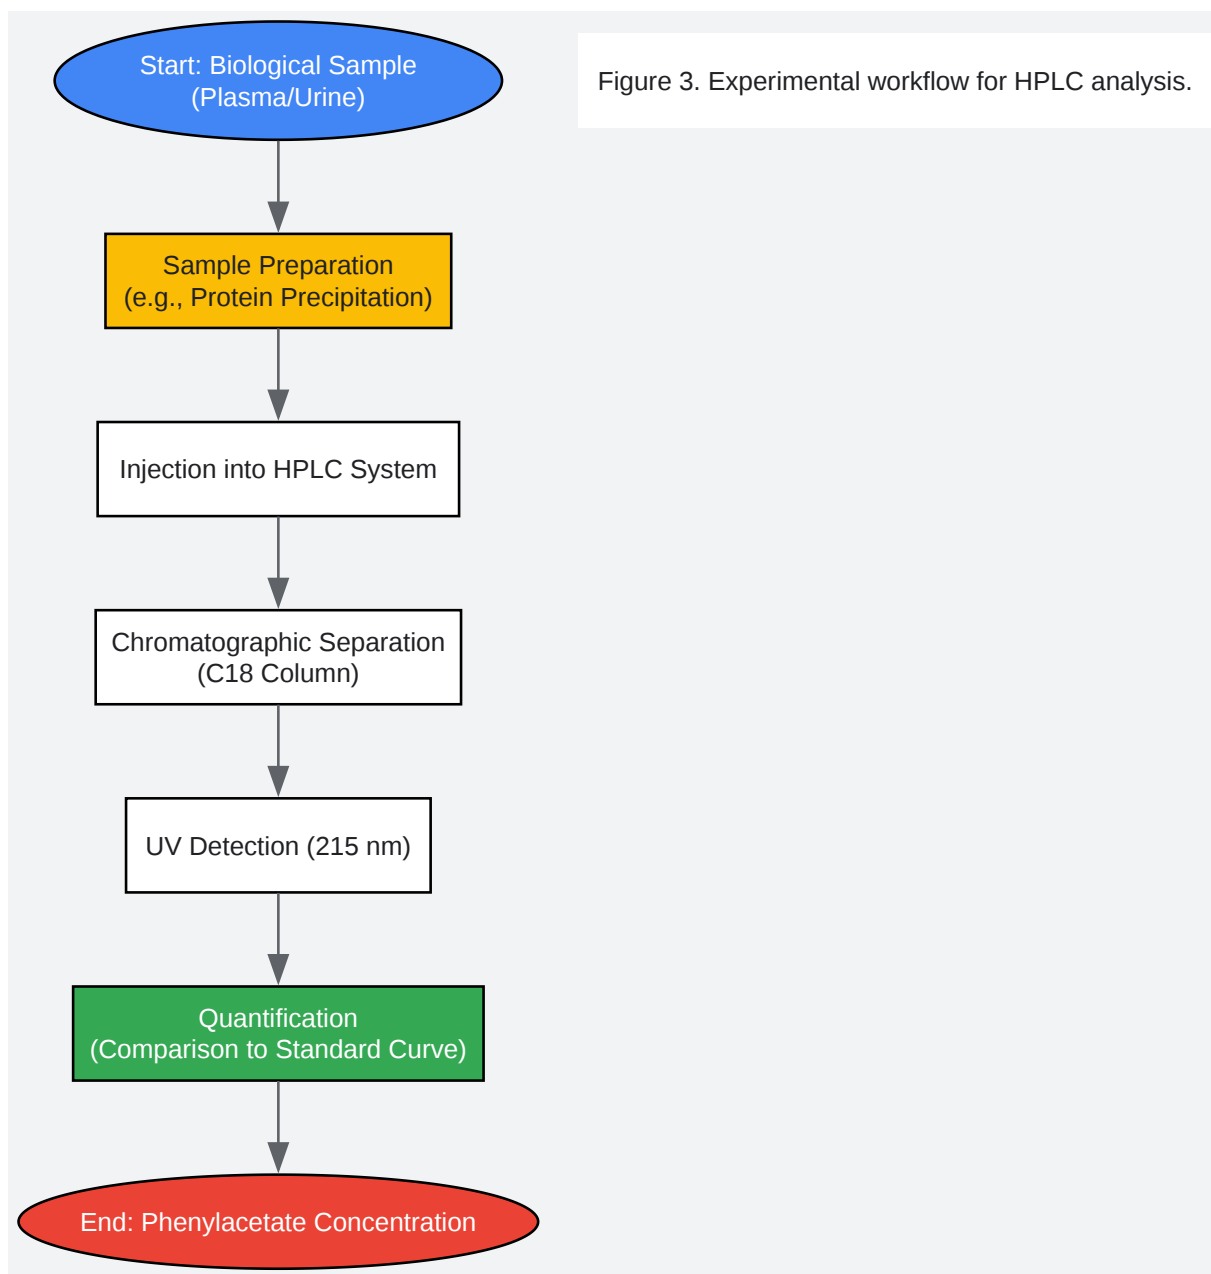 Start: Biological Sample
(Plasma/Urine)
Figure 3. Experimental workflow for HPLC analysis.
Sample Preparation
(e.g., Protein Precipitation)
Injection into HPLC System
Chromatographic Separation
(C18 Column)
UV Detection (215 nm)
Quantification
(Comparison to Standard Curve)
End: Phenylacetate Concentration